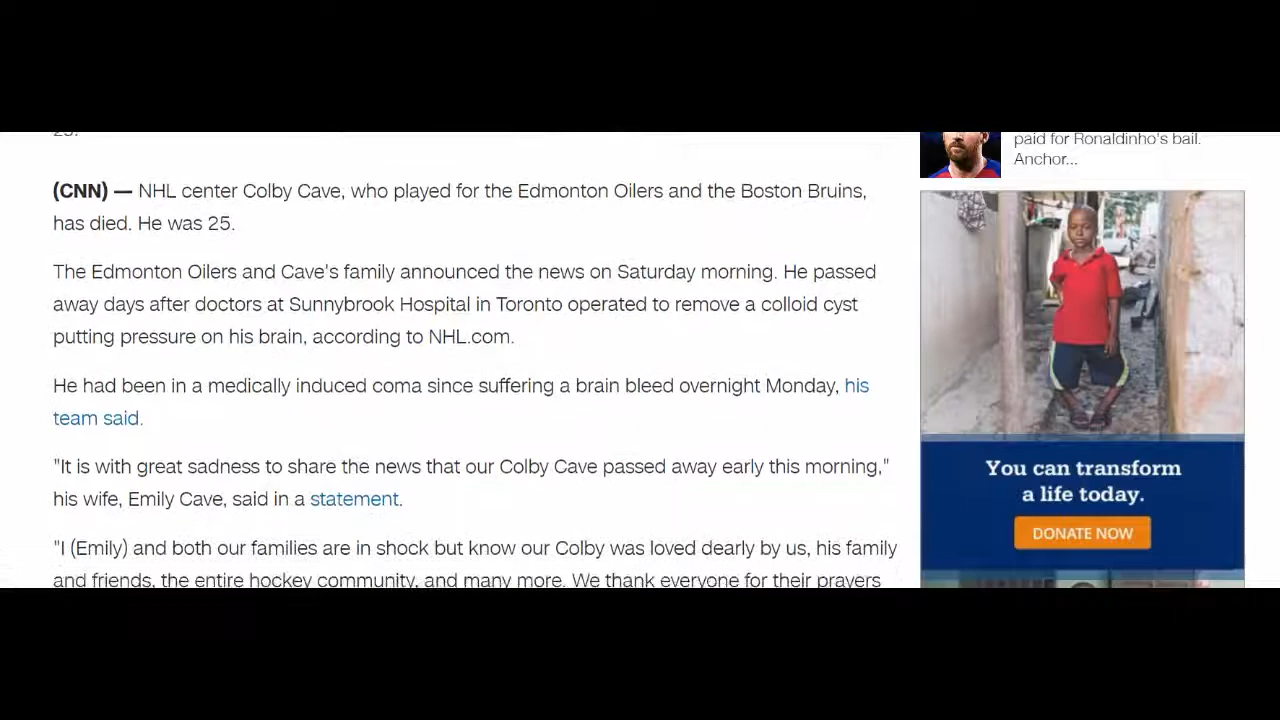 25.
(CNN) — NHL center Colby Cave, who played for the Edmonton Oilers and the Boston Bruins,
has died. He was 25.
The Edmonton Oilers and Cave's family announced the news on Saturday morning. He passed
away days after doctors at Sunnybrook Hospital in Toronto operated to remove a colloid cyst
putting pressure on his brain, according to NHL.com.
He had been in a medically induced coma since suffering a brain bleed overnight Monday, his
team said.
"It is with great sadness to share the news that our Colby Cave passed away early this morning,"
his wife, Emily Cave, said in a statement.
"I (Emily) and both our families are in shock but know our Colby was loved dearly by us, his family
and friends, the entire hockey community, and many more. We thank everyone for their prayers
paid for Ronaldinho's bail.
Anchor...
You can transform
a life today.
DONATE NOW